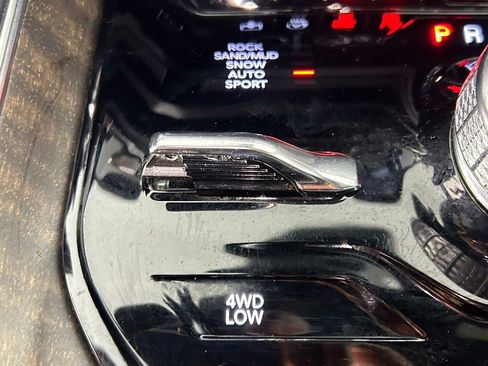 P R
ROCK
SAND/MUD
SNOW
AUTO
SPORT
4WD
LOW